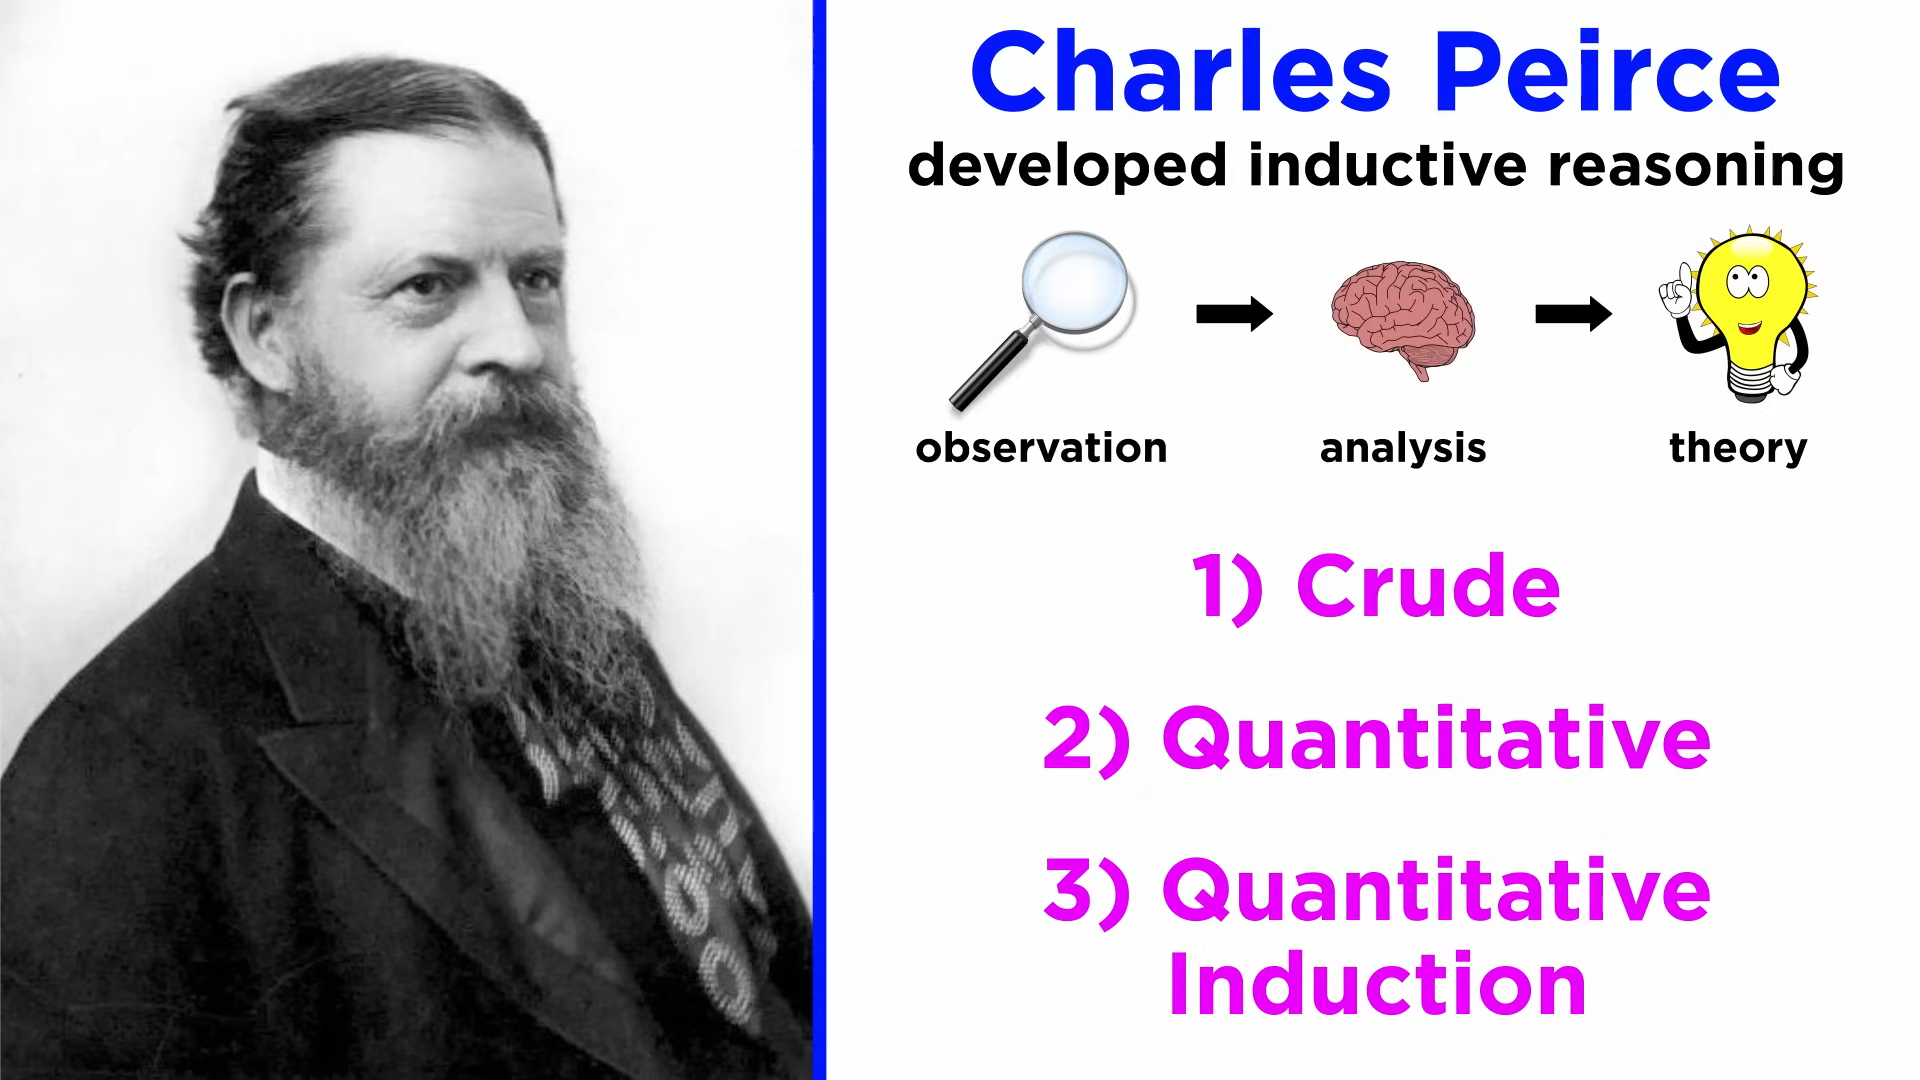 Charles Peirce
developed inductive reasoning
observation
analysis
theory
1) Crude
2) Quantitative
3) Quantitative
Induction